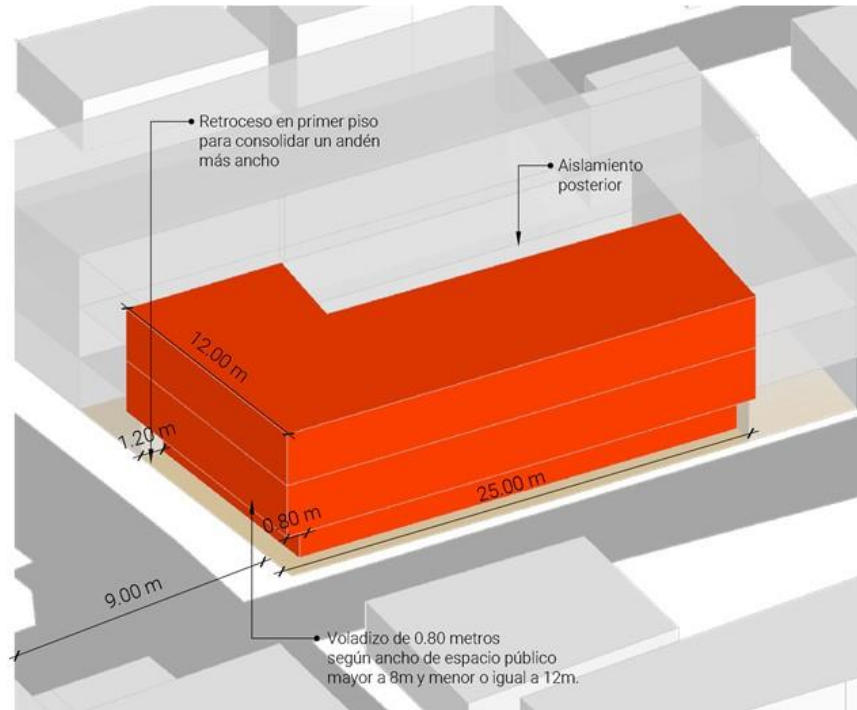 Retroceso en primer piso
para consolidar un andén
más ancho
Aislamiento
posterior
12.00 m
1.20 m
0.80 m
25.00 m
9.00 m
Voladizo de 0.80 metros
según ancho de espacio público
mayor a 8m y menor o igual a 12m.